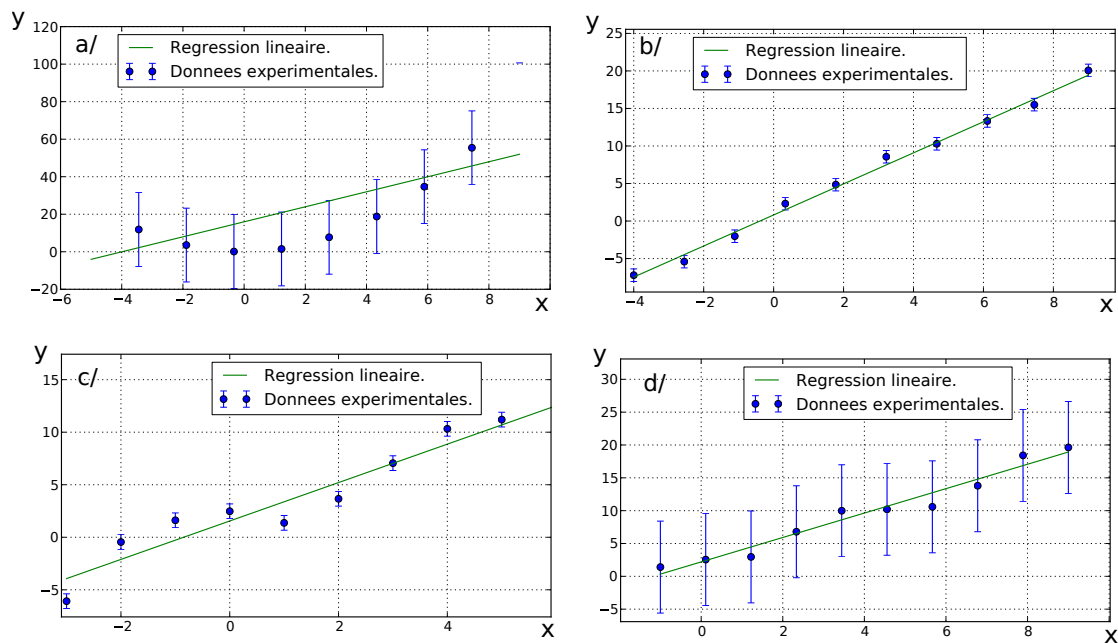 y
a/
Regression lineaire.
Donnees experimentales.
120
100
80
60
40
20
0
−20
−6
−4
−2
0
2
4
6
8
x
y
b/
Regression lineaire.
Donnees experimentales.
25
20
15
10
5
0
−5
−4
−2
0
2
4
6
8
x
y
c/
Regression lineaire.
Donnees experimentales.
15
10
5
0
−5
−2
0
2
4
x
y
d/
Regression lineaire.
Donnees experimentales.
30
25
20
15
10
5
0
−5
0
2
4
6
8
x